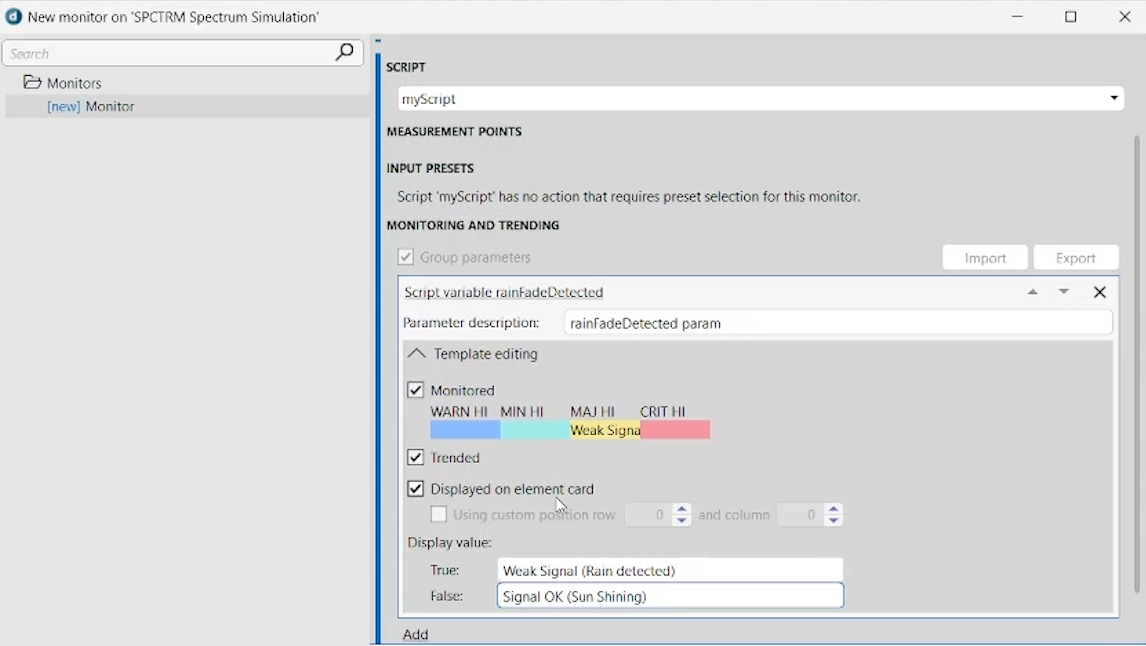 New monitor on 'SPCTRM Spectrum Simulation'
Search
Monitors
[new] Monitor
SCRIPT
myScript
MEASUREMENT POINTS
INPUT PRESETS
Script 'myScript' has no action that requires preset selection for this monitor.
MONITORING AND TRENDING
Group parameters
Import Export
Script variable rainFadeDetected
Parameter description: rainFadeDetected param
Template editing
Monitored
WARN HI MIN HI MAJ HI CRIT HI
Weak Signa
Trended
Displayed on element card
Using custom position row 0 and column 0
Display value:
True: Weak Signal (Rain detected)
False: Signal OK (Sun Shining)
Add